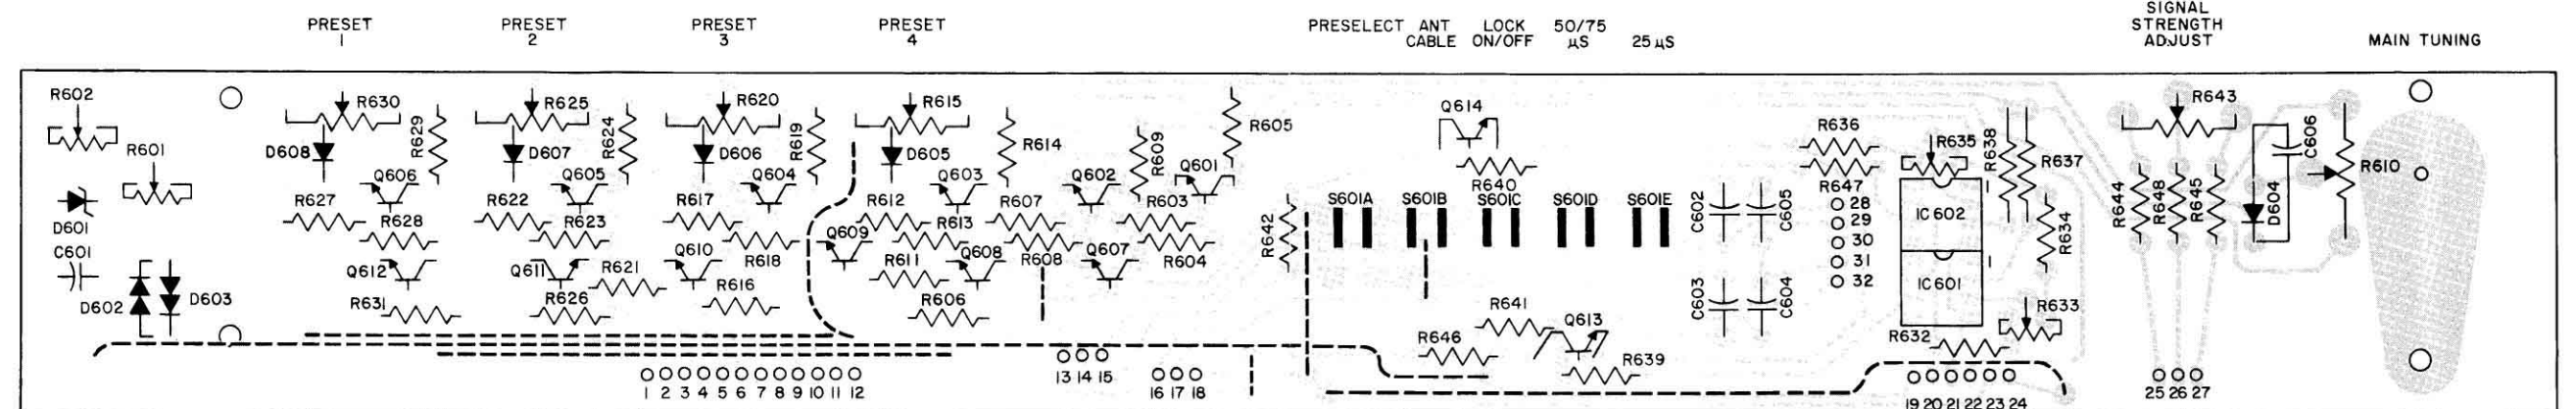 PRESET
1
PRESET
2
PRESET
3
PRESET
4
PRESELECT
ANT
CABLE
LOCK
ON/OFF
50/75
µS
25 µS
SIGNAL
STRENGTH
ADJUST
MAIN TUNING
R602
R601
D601
C601
D602
D603
R630
D608
R629
Q606
R627
R628
Q612
R631
R625
D607
R624
Q605
R622
R623
Q611
R621
R626
R620
D606
R619
Q604
R617
Q610
R618
R616
R615
D605
R614
Q603
R612
R613
Q609
R611
Q608
R606
R607
R608
Q602
R609
Q601
R605
R603
R604
Q607
R642
Q614
R640
S601A
S601B
S601C
S601D
S601E
R641
R646
Q613
R639
C602
C605
C603
C604
R636
R647
28
29
30
31
32
R635
IC 602
IC 601
R638
R637
R634
R633
R632
R643
R644
R648
R645
D604
C606
R610
1 2 3 4 5 6 7 8 9 10 11 12
13 14 15
16 17 18
19 20 21 22 23 24
25 26 27